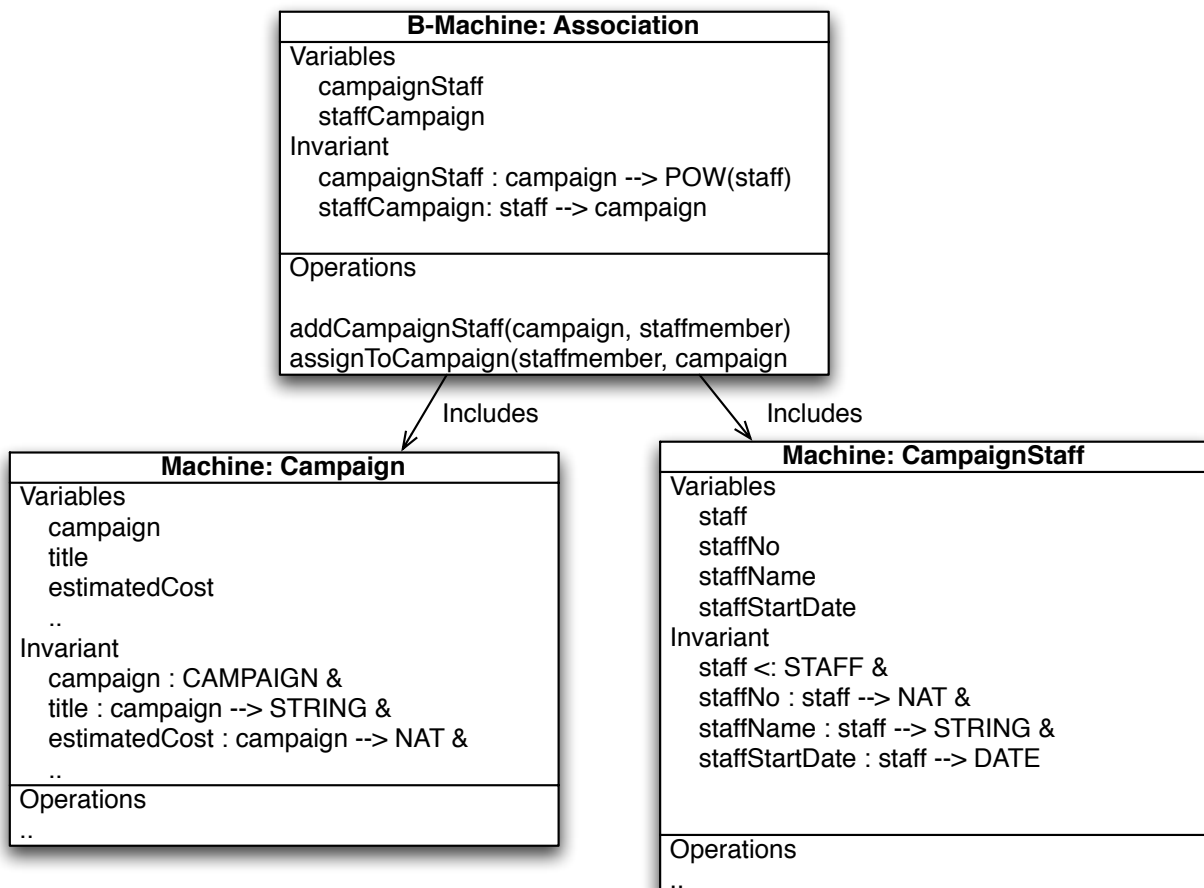 B-Machine: Association
Variables
campaignStaff
staffCampaign
Invariant
campaignStaff : campaign --> POW(staff)
staffCampaign: staff --> campaign
Operations
addCampaignStaff(campaign, staffmember)
assignToCampaign(staffmember, campaign
Includes
Includes
Machine: Campaign
Variables
campaign
title
estimatedCost
..
Invariant
campaign : CAMPAIGN &
title : campaign --> STRING &
estimatedCost : campaign --> NAT &
..
Operations
..
Machine: CampaignStaff
Variables
staff
staffNo
staffName
staffStartDate
Invariant
staff <: STAFF &
staffNo : staff --> NAT &
staffName : staff --> STRING &
staffStartDate : staff --> DATE
Operations
..